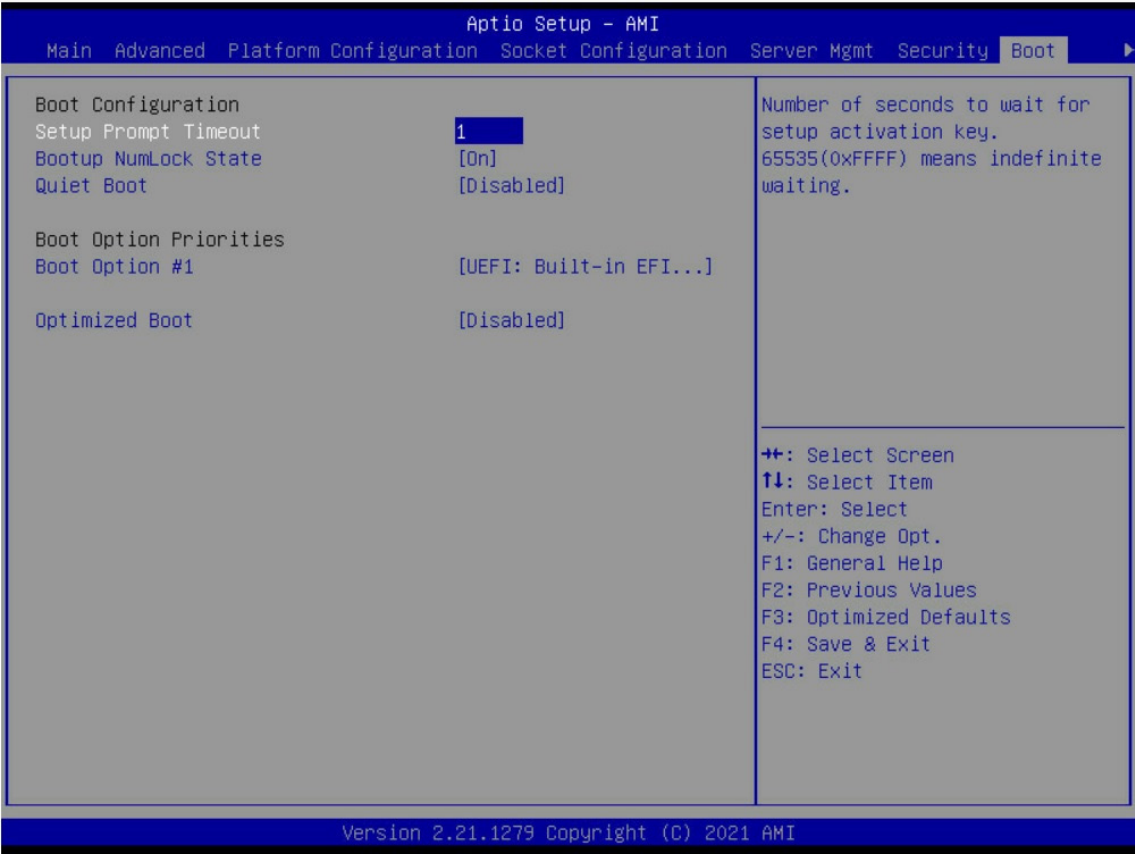 Aptio Setup – AMI
Main Advanced Platform Configuration Socket Configuration Server Mgmt Security Boot ▶
Boot Configuration
Setup Prompt Timeout 1
Bootup NumLock State [On]
Quiet Boot [Disabled]
Boot Option Priorities
Boot Option #1 [UEFI: Built-in EFI...]
Optimized Boot [Disabled]
Number of seconds to wait for
setup activation key.
65535(0xFFFF) means indefinite
waiting.
→←: Select Screen
↑↓: Select Item
Enter: Select
+/-: Change Opt.
F1: General Help
F2: Previous Values
F3: Optimized Defaults
F4: Save & Exit
ESC: Exit
Version 2.21.1279 Copyright (C) 2021 AMI